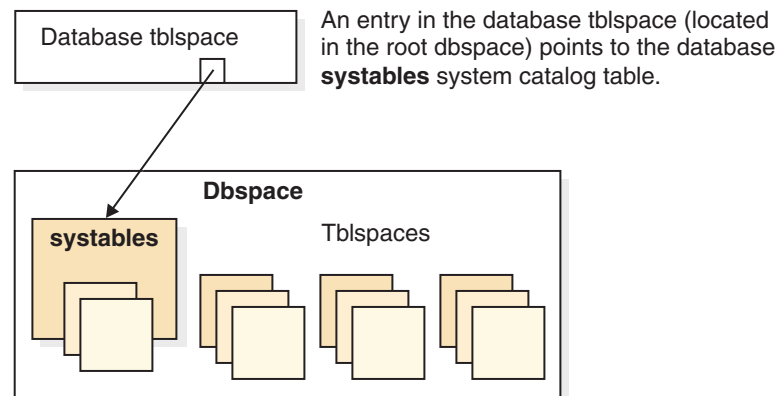 Database tblspace
An entry in the database tblspace (located
in the root dbspace) points to the database
systables system catalog table.
Dbspace
systables
Tblspaces